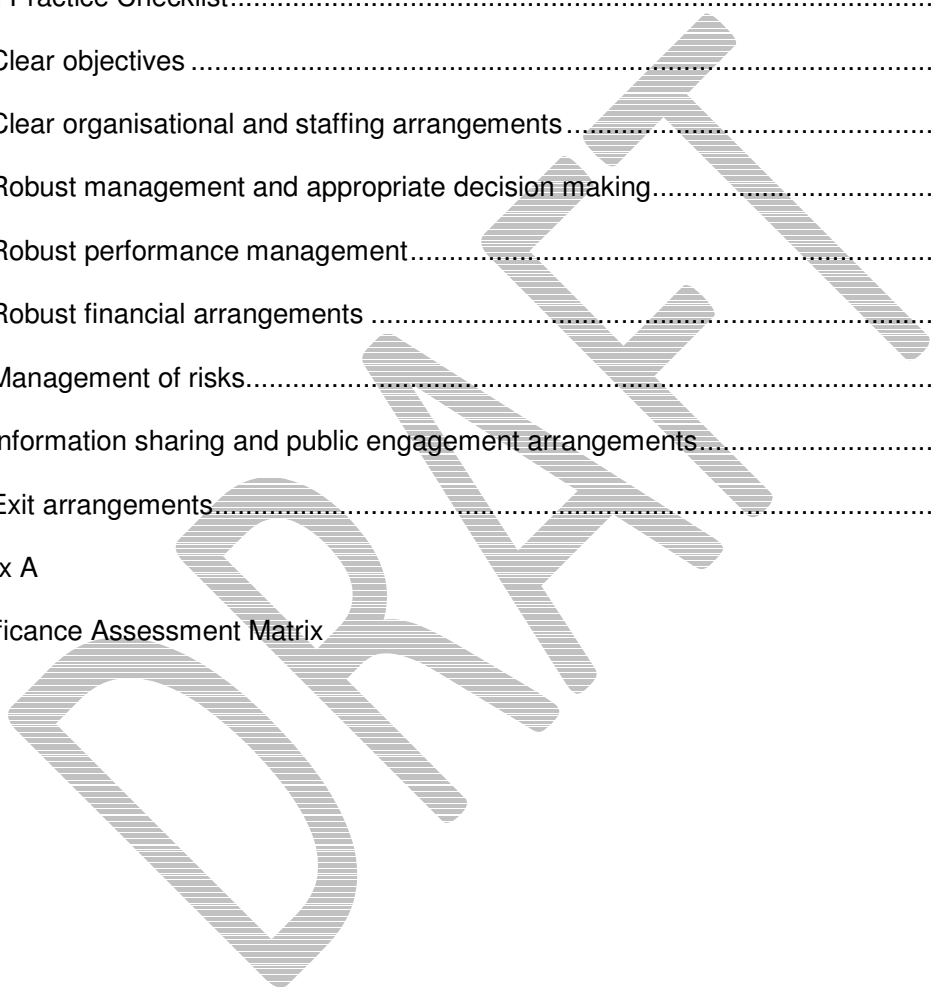 Practice Checklist........................................................................................
Clear objectives ................................................................................................
Clear organisational and staffing arrangements................................................
Robust management and appropriate decision making....................................
Robust performance management....................................................................
Robust financial arrangements .........................................................................
Management of risks.........................................................................................
nformation sharing and public engagement arrangements..............................
Exit arrangements.............................................................................................
x A
ficance Assessment Matrix
DRAFT